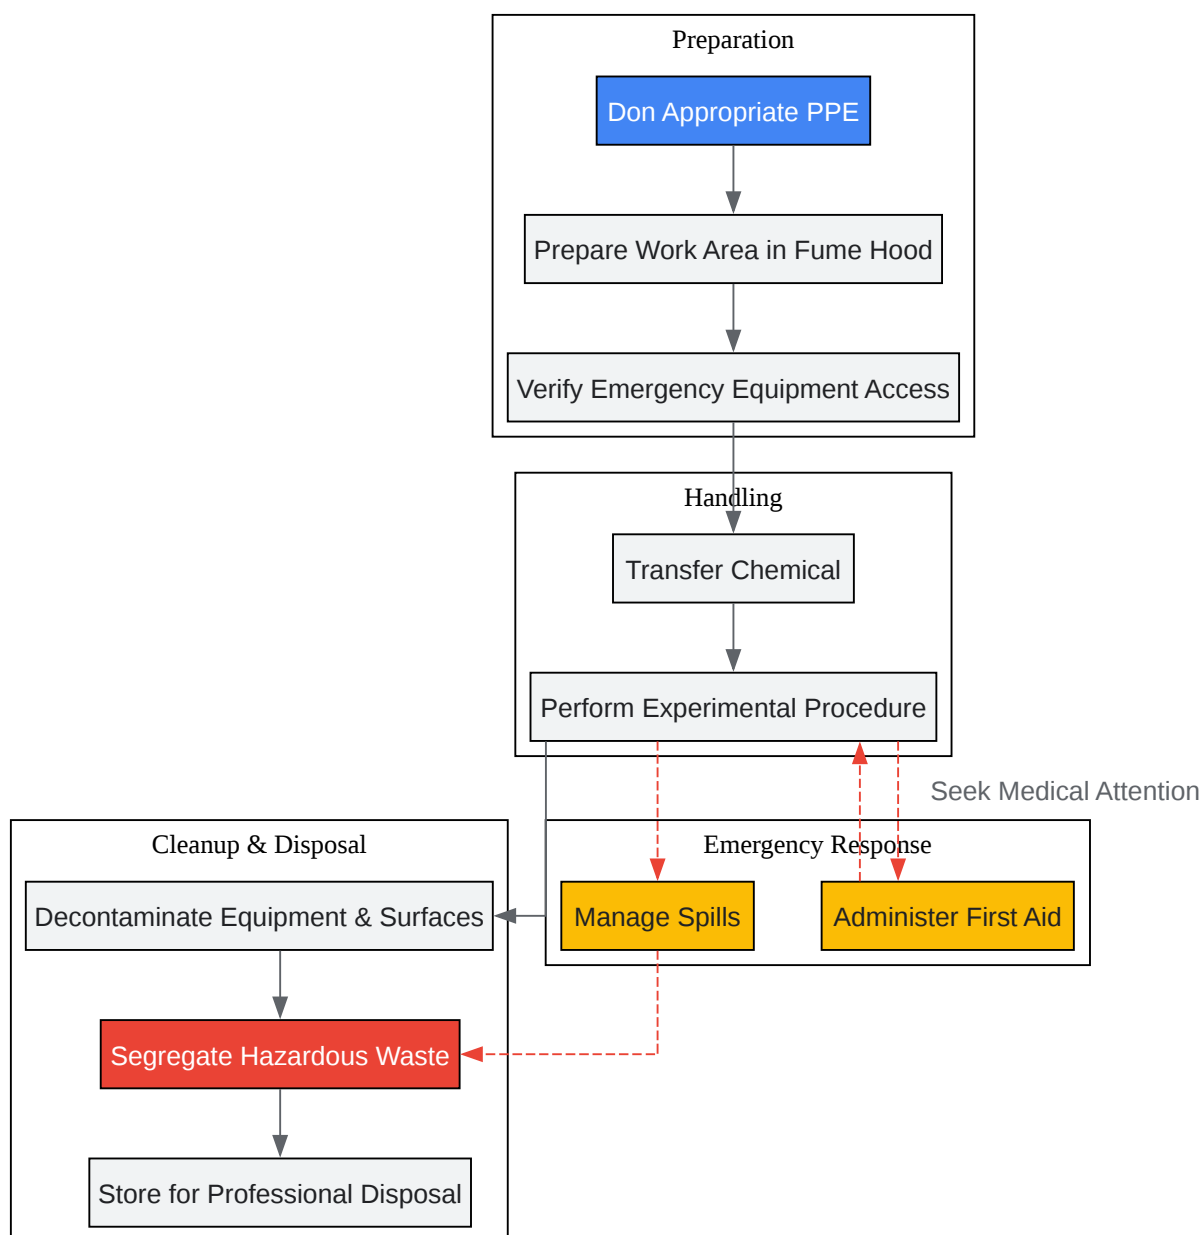 Preparation
Don Appropriate PPE
Prepare Work Area in Fume Hood
Verify Emergency Equipment Access
Handling
Transfer Chemical
Perform Experimental Procedure
Seek Medical Attention
Cleanup & Disposal
Emergency Response
Decontaminate Equipment & Surfaces
Manage Spills
Administer First Aid
Segregate Hazardous Waste
Store for Professional Disposal